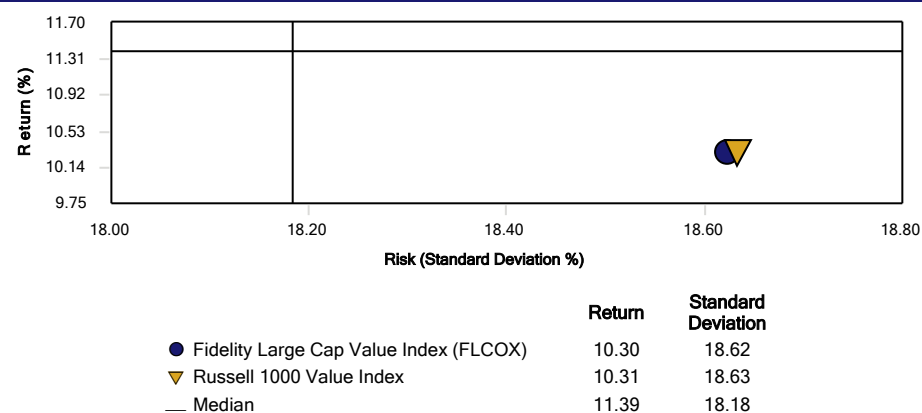 11.70
11.31
10.92
10.53
10.14
9.75
Return (%)
18.00 18.20 18.40 18.60 18.80
Risk (Standard Deviation %)
Return Standard Deviation
Fidelity Large Cap Value Index (FLCOX) 10.30 18.62
Russell 1000 Value Index 10.31 18.63
Median 11.39 18.18